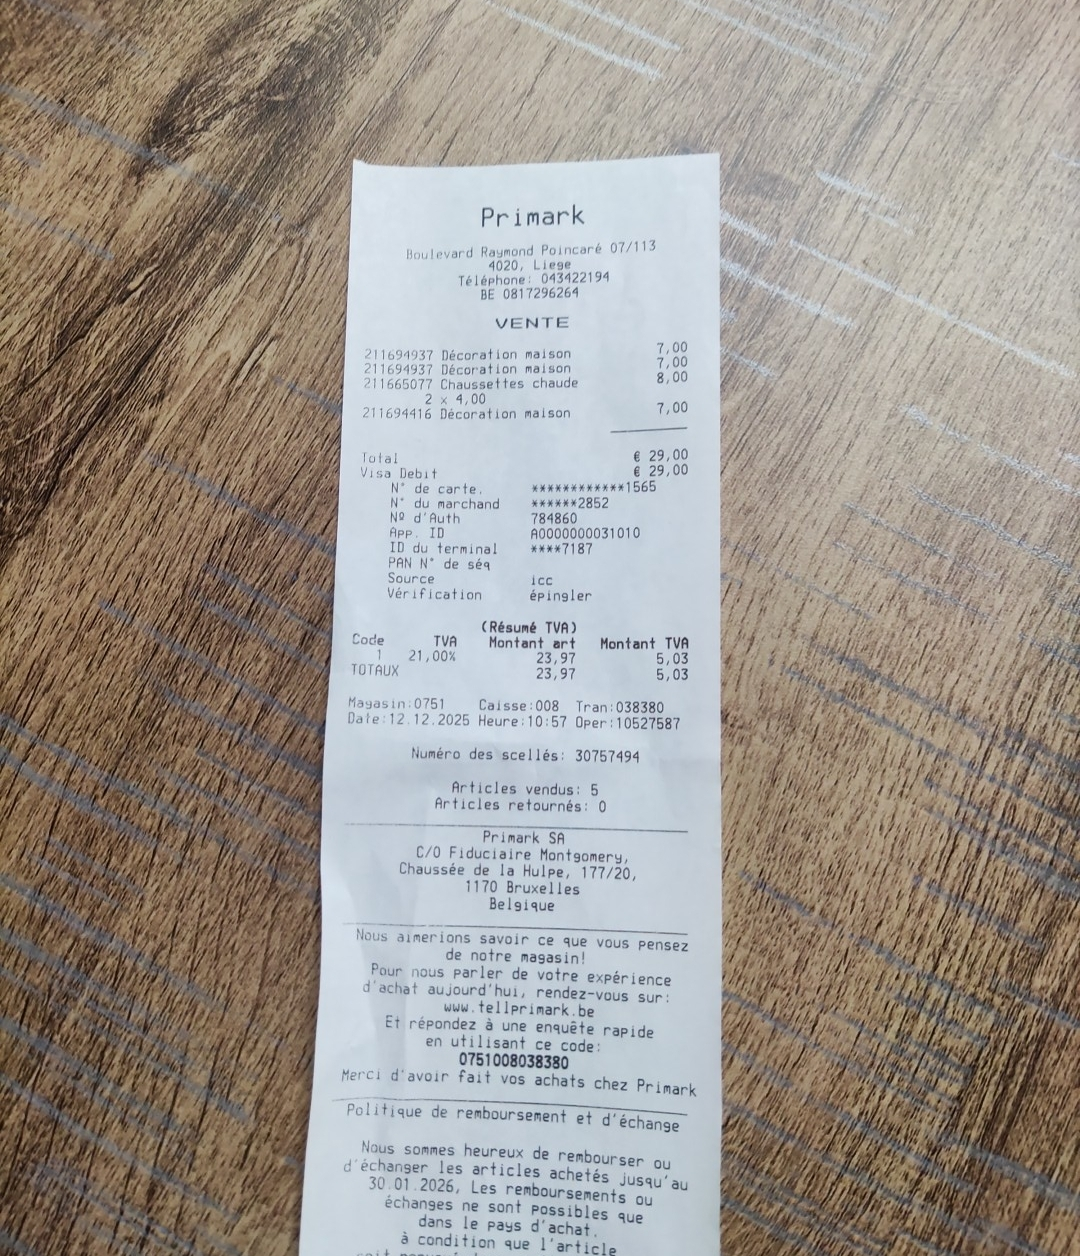 Primark
Boulevard Raymond Poincaré 07/113
4020, Liege
Téléphone: 043422194
BE 0817296264
VENTE
211694937 Décoration maison 7,00
211694937 Décoration maison 7,00
211665077 Chaussettes chaude 8,00
2 x 4,00
211694416 Décoration maison 7,00
Total € 29,00
Visa Debit € 29,00
N° de carte. ************1565
N° du marchand ******2852
Nº d'Auth 784860
App. ID A0000000031010
ID du terminal ****7187
PAN N° de séq
Source icc
Vérification épingler
(Résumé TVA)
Code TVA Montant art Montant TVA
1 21,00% 23,97 5,03
TOTAUX 23,97 5,03
Magasin:0751 Caisse:008 Tran:038380
Date:12.12.2025 Heure:10:57 Oper:10527587
Numéro des scellés: 30757494
Articles vendus: 5
Articles retournés: 0
Primark SA
C/O Fiduciaire Montgomery,
Chaussée de la Hulpe, 177/20,
1170 Bruxelles
Belgique
Nous aimerions savoir ce que vous pensez
de notre magasin!
Pour nous parler de votre expérience
d'achat aujourd'hui, rendez-vous sur:
www.tellprimark.be
Et répondez à une enquête rapide
en utilisant ce code:
0751008038380
Merci d'avoir fait vos achats chez Primark
Politique de remboursement et d'échange
Nous sommes heureux de rembourser ou
d'échanger les articles achetés jusqu'au
30.01.2026, Les remboursements ou
échanges ne sont possibles que
dans le pays d'achat.
à condition que l'article